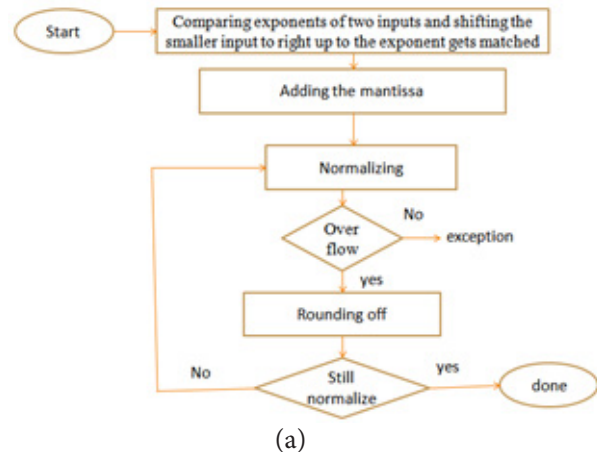 Start
Comparing exponents of two inputs and shifting the
smaller input to right up to the exponent gets matched
Adding the mantissa
Normalizing
No
Over
flow
exception
yes
Rounding off
No
yes
Still
normalize
done
(a)